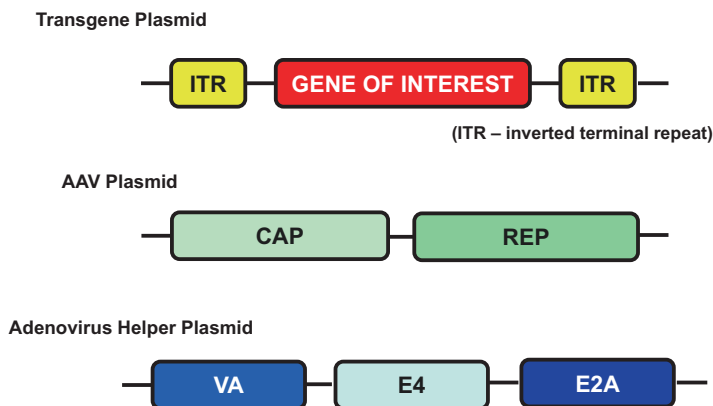 Transgene Plasmid
ITR GENE OF INTEREST ITR
(ITR – inverted terminal repeat)
AAV Plasmid
CAP REP
Adenovirus Helper Plasmid
VA E4 E2A